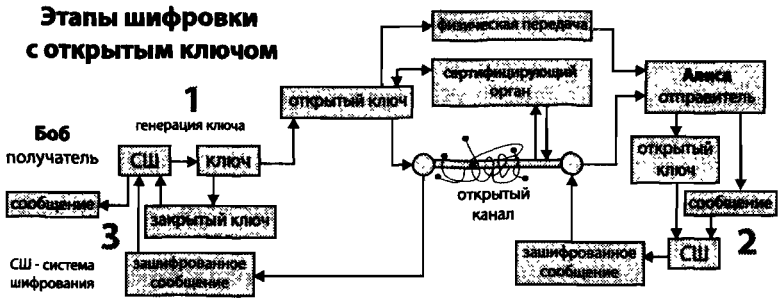 Этапы шифровки
с открытым ключом
физическая передача
сертифицирующий
орган
Алиса
отправитель
1
генерация ключа
открытый ключ
Боб
получатель
СШ
ключ
открытый
ключ
сообщение
закрытый ключ
открытый
канал
сообщение
3
2
СШ - система
шифрования
зашифрованное
сообщение
зашифрованное
сообщение
СШ